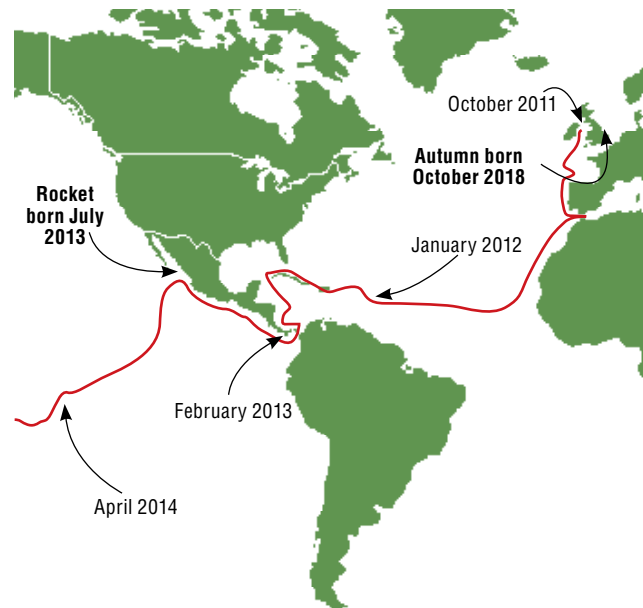 October 2011
Autumn born
October 2018
Rocket
born July
2013
January 2012
February 2013
April 2014